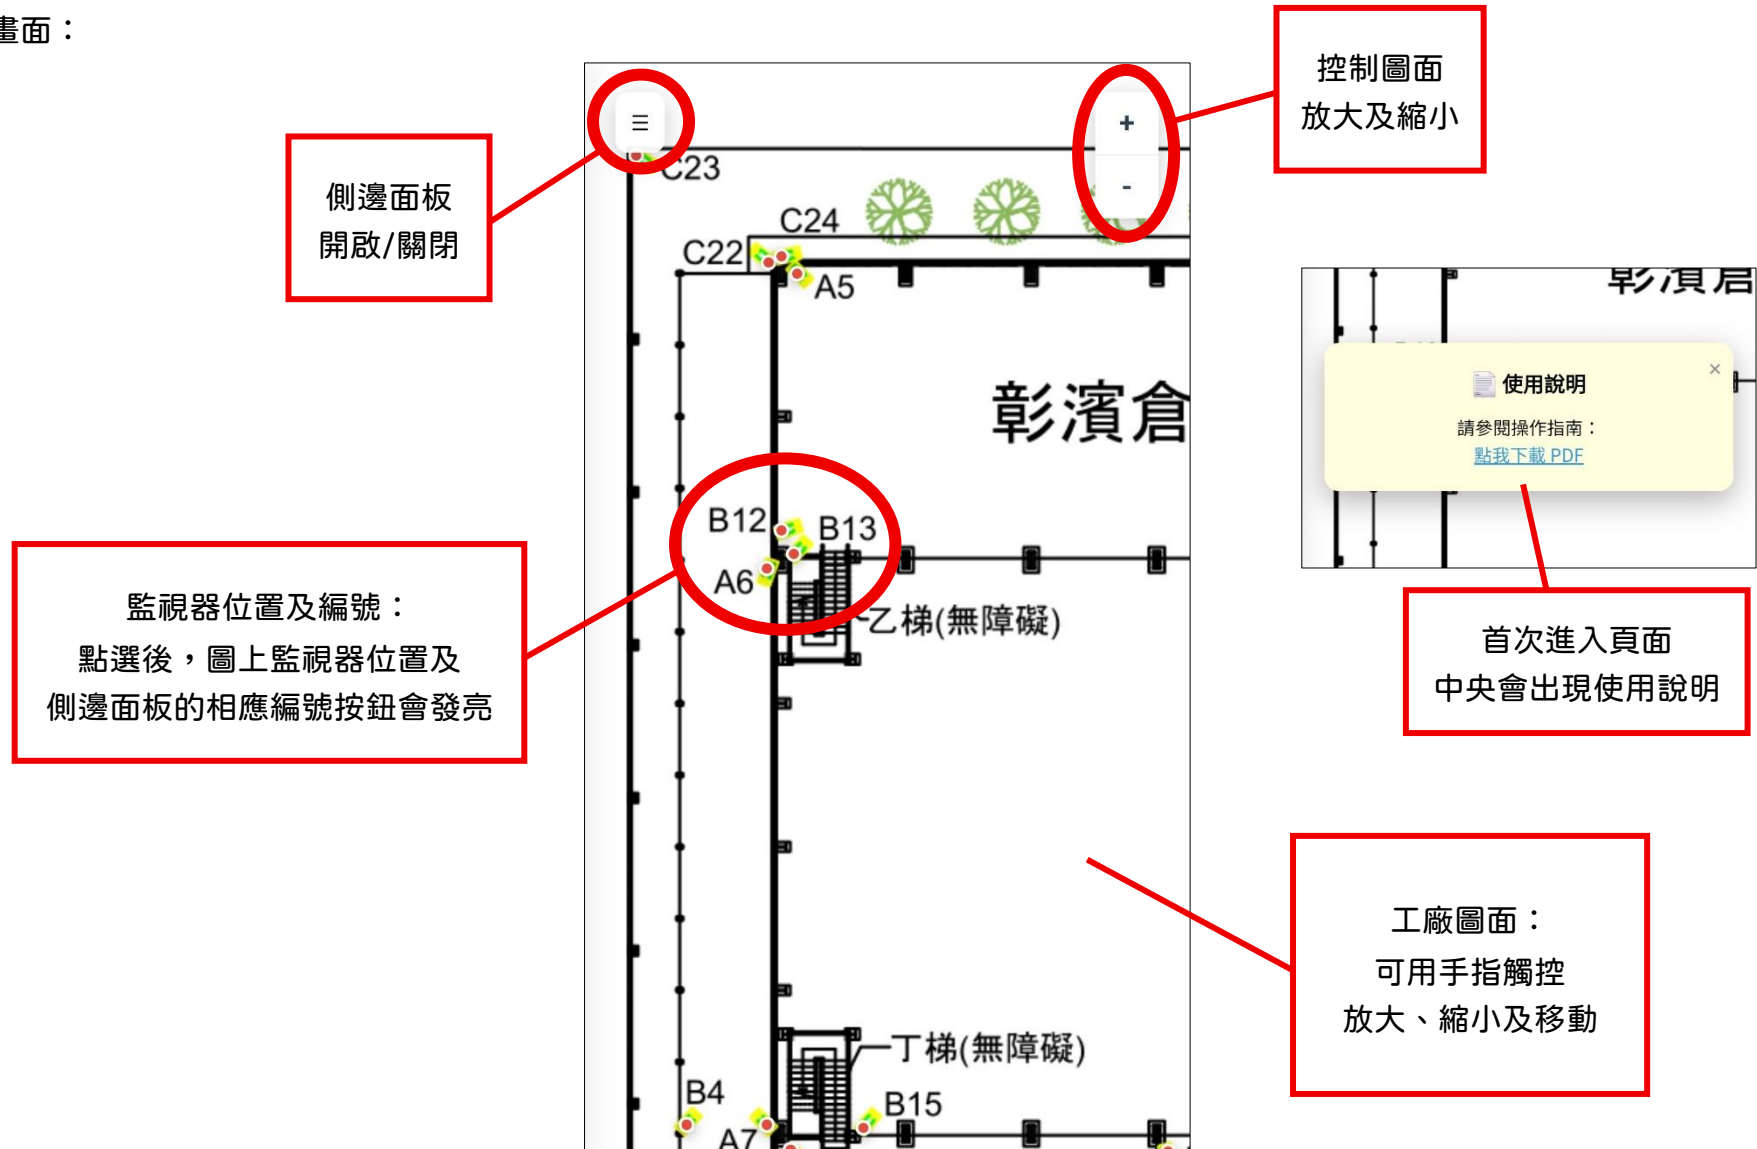 畫面：
控制圖面
放大及縮小
☰
+
-
側邊面板
開啟/關閉
C23
C24
C22
A5
彰濱倉
彰濱倉
×
使用說明
請參閱操作指南：
點我下載 PDF
首次進入頁面
中央會出現使用說明
B12
B13
A6
乙梯(無障礙)
監視器位置及編號：
點選後，圖上監視器位置及
側邊面板的相應編號按鈕會發亮
工廠圖面：
可用手指觸控
放大、縮小及移動
丁梯(無障礙)
B4
A7
B15